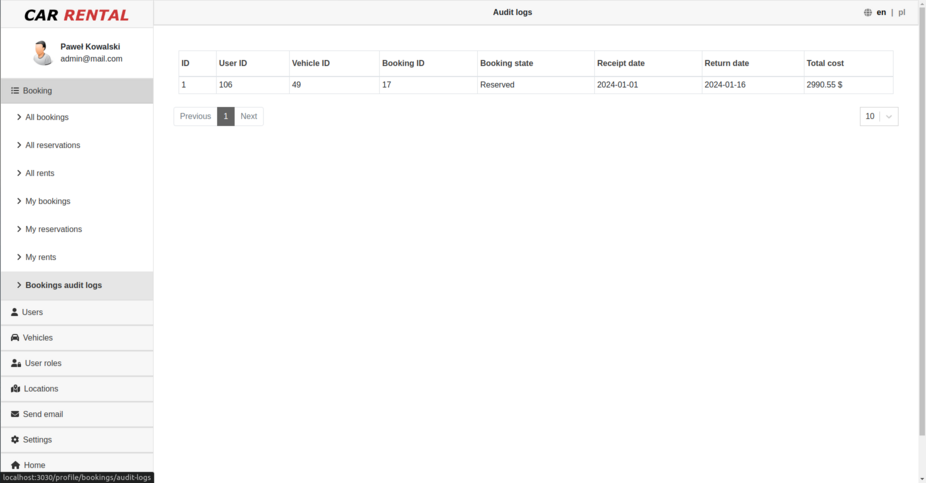 CAR RENTAL
Audit logs
en | pl
Paweł Kowalski
admin@mail.com
Booking
All bookings
All reservations
All rents
My bookings
My reservations
My rents
Bookings audit logs
Users
Vehicles
User roles
Locations
Send email
Settings
Home
localhost:3030/profile/bookings/audit-logs
ID User ID Vehicle ID Booking ID Booking state Receipt date Return date Total cost
1 106 49 17 Reserved 2024-01-01 2024-01-16 2990.55 $
Previous 1 Next
10